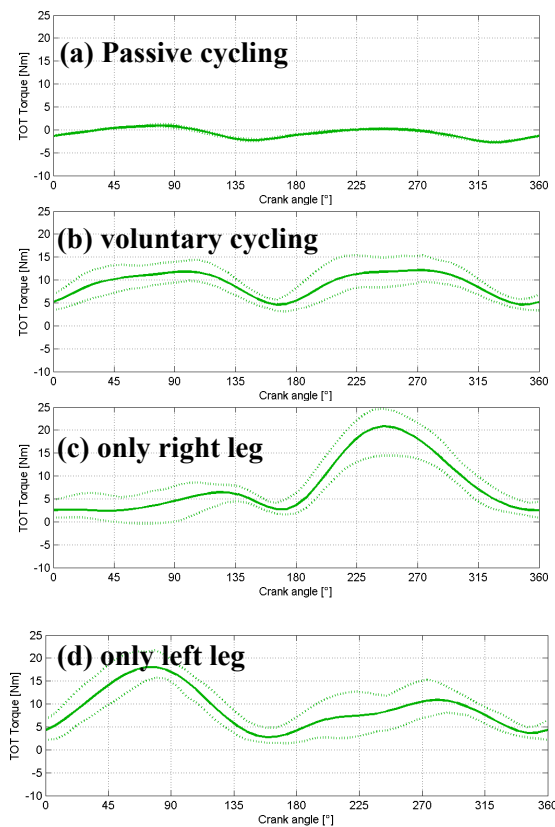 25
20
15
10
5
0
-5
-10
TOT Torque [Nm]
(a) Passive cycling
0 45 90 135 180 225 270 315 360
Crank angle [°]
25
20
15
10
5
0
-5
-10
TOT Torque [Nm]
(b) voluntary cycling
0 45 90 135 180 225 270 315 360
Crank angle [°]
25
20
15
10
5
0
-5
-10
TOT Torque [Nm]
(c) only right leg
0 45 90 135 180 225 270 315 360
Crank angle [°]
25
20
15
10
5
0
-5
-10
TOT Torque [Nm]
(d) only left leg
0 45 90 135 180 225 270 315 360
Crank angle [°]